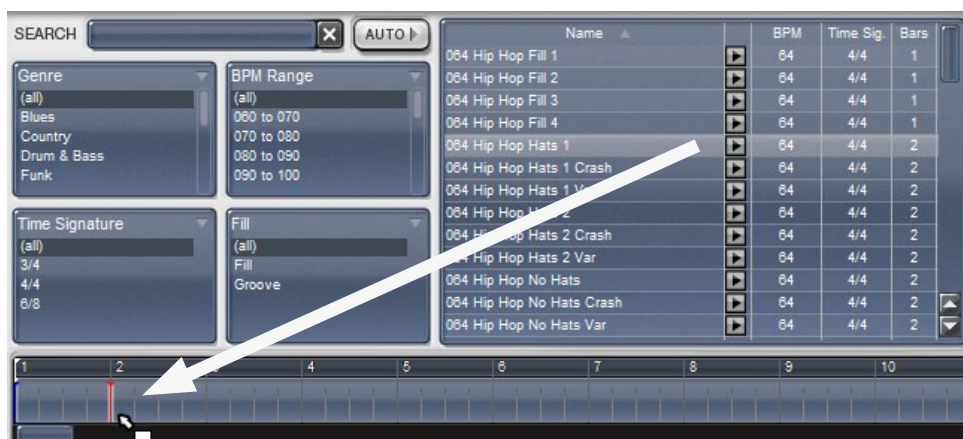 SEARCH
AUTO
Genre
(all)
Blues
Country
Drum & Bass
Funk
BPM Range
(all)
060 to 070
070 to 080
080 to 090
090 to 100
Time Signature
(all)
3/4
4/4
6/8
Fill
(all)
Fill
Groove
Name BPM Time Sig. Bars
064 Hip Hop Fill 1 64 4/4 1
064 Hip Hop Fill 2 64 4/4 1
064 Hip Hop Fill 3 64 4/4 1
064 Hip Hop Fill 4 64 4/4 1
064 Hip Hop Hats 1 64 4/4 2
064 Hip Hop Hats 1 Crash 64 4/4 2
064 Hip Hop Hats 1 64 4/4 2
064 Hip Hop 2 64 4/4 2
064 Hip Hop Hats 2 Crash 64 4/4 2
064 Hip Hop Hats 2 Var 64 4/4 2
064 Hip Hop No Hats 64 4/4 2
064 Hip Hop No Hats Crash 64 4/4 2
064 Hip Hop No Hats Var 64 4/4 2
1 2 4 5 6 7 8 9 10